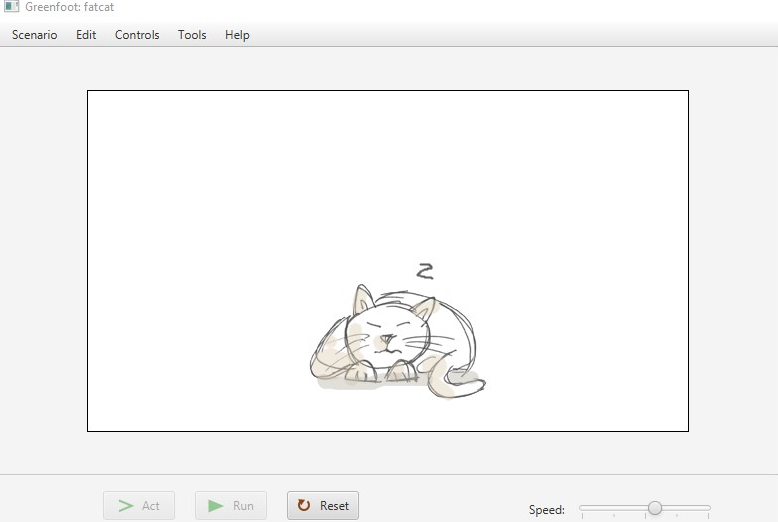 Greenfoot: fatcat
Scenario Edit Controls Tools Help
Z
Act Run Reset Speed: